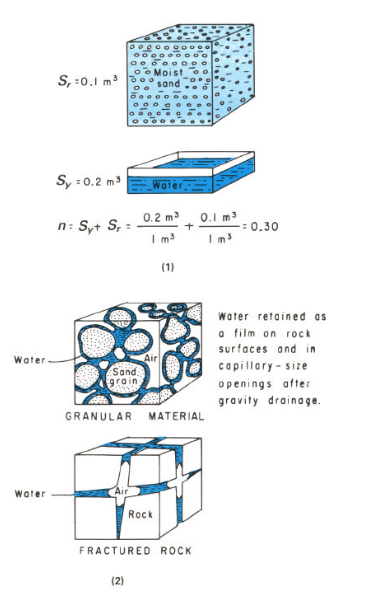 Sr = 0.1 m³
Moist
sand
Sy = 0.2 m³
Water
n = Sy + Sr = 0.2 m³ / 1 m³ + 0.1 m³ / 1 m³ = 0.30
(1)
Water
Air
Sand
grain
GRANULAR MATERIAL
Water retained as
a film on rock
surfaces and in
capillary-size
openings after
gravity drainage.
Water
Air
Rock
FRACTURED ROCK
(2)